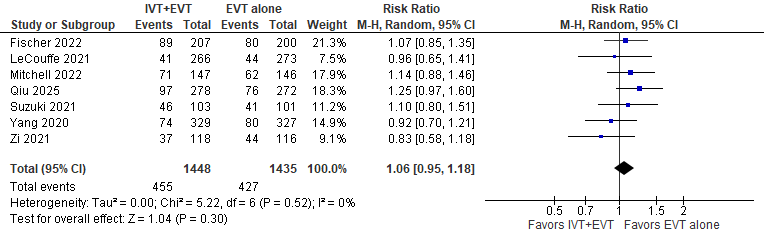 IVT+EVT EVT alone Risk Ratio Risk Ratio
Study or Subgroup Events Total Events Total Weight M-H, Random, 95% CI M-H, Random, 95% CI
Fischer 2022 89 207 80 200 21.3% 1.07 [0.85, 1.35]
LeCouffe 2021 41 266 44 273 7.5% 0.96 [0.65, 1.41]
Mitchell 2022 71 147 62 146 17.9% 1.14 [0.88, 1.46]
Qiu 2025 97 278 76 272 17.1% 1.25 [0.97, 1.60]
Suzuki 2021 46 103 41 101 11.1% 1.10 [0.80, 1.51]
Yang 2020 74 329 80 327 14.9% 0.92 [0.70, 1.21]
Zi 2021 37 118 44 116 9.1% 0.83 [0.58, 1.18]
Total (95% CI) 1448 1435 100.0% 1.06 [0.95, 1.18]
Total events 455 427
Heterogeneity: Tau² = 0.00; Chi² = 5.22, df = 6 (P = 0.52); I² = 0%
Test for overall effect: Z = 1.04 (P = 0.30)
0.5 0.7 1 1.5 2
Favors IVT+EVT Favors EVT alone